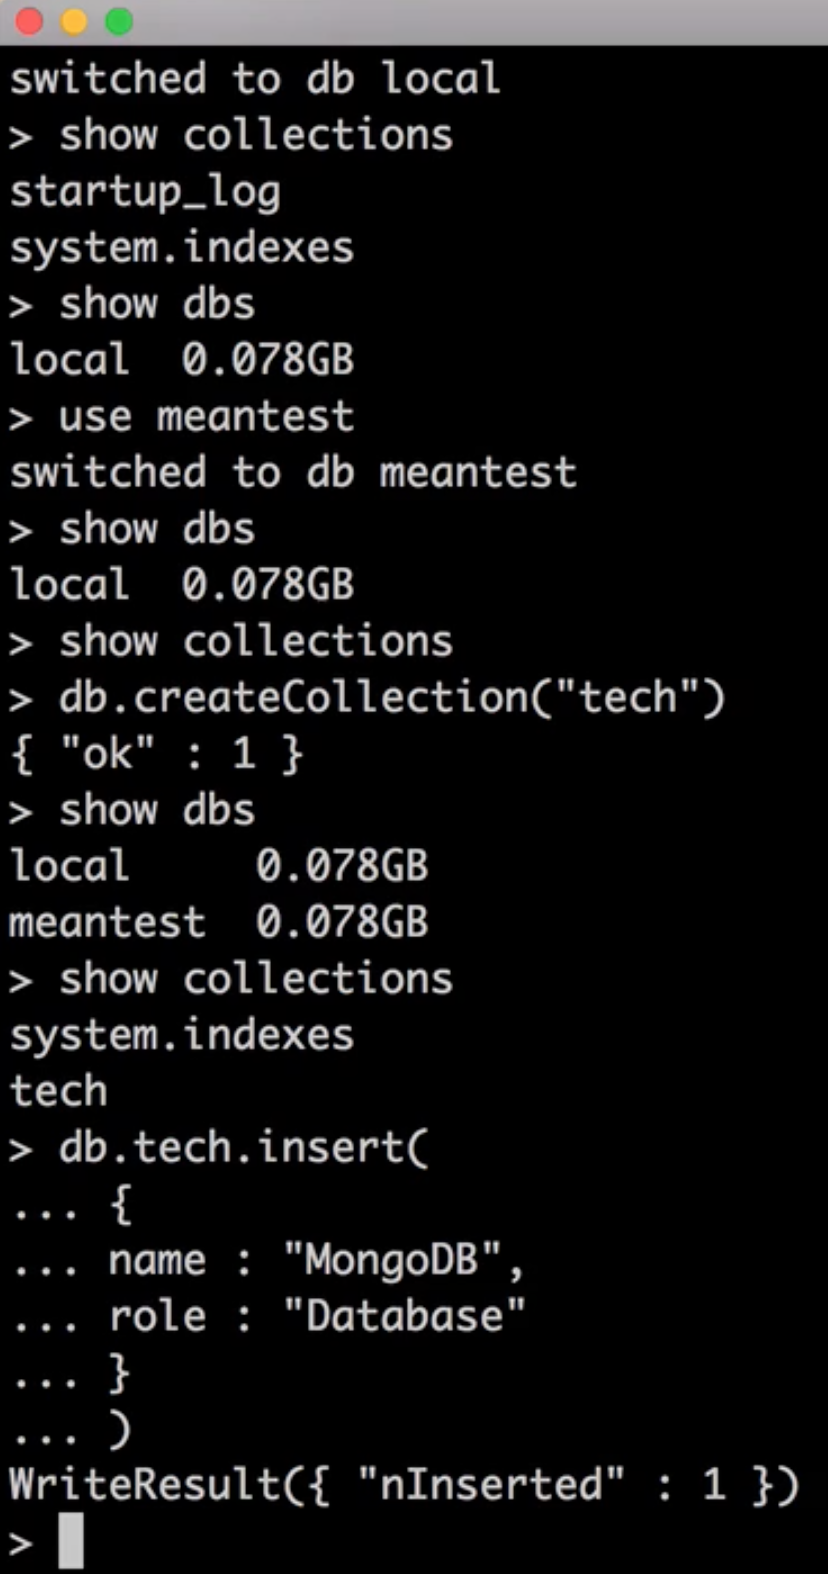 switched to db local
> show collections
startup_log
system.indexes
> show dbs
local  0.078GB
> use meantest
switched to db meantest
> show dbs
local  0.078GB
> show collections
> db.createCollection("tech")
{ "ok" : 1 }
> show dbs
local     0.078GB
meantest  0.078GB
> show collections
system.indexes
tech
> db.tech.insert(
... {
... name : "MongoDB",
... role : "Database"
... }
... )
WriteResult({ "nInserted" : 1 })
>